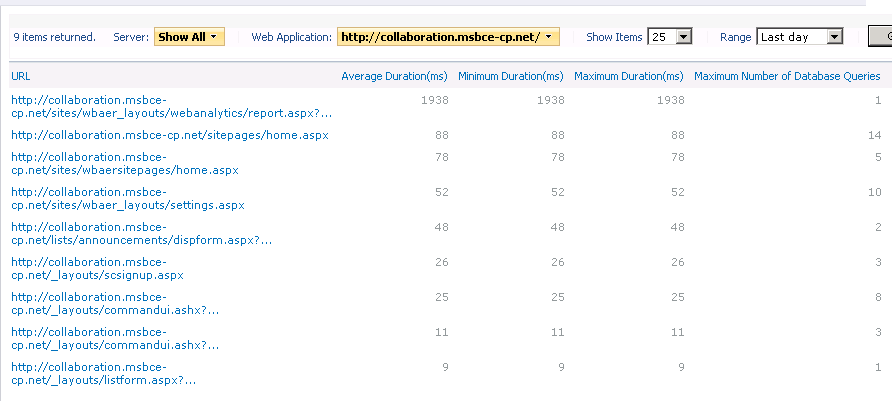 9 items returned. Server: Show All Web Application: http://collaboration.msbce-cp.net/ Show Items 25 Range Last day
URL Average Duration(ms) Minimum Duration(ms) Maximum Duration(ms) Maximum Number of Database Queries
http://collaboration.msbce- 1938 1938 1938 1
cp.net/sites/wbaer_layouts/webanalytics/report.aspx?...
http://collaboration.msbce-cp.net/sitepages/home.aspx 88 88 88 14
http://collaboration.msbce- 78 78 78 5
cp.net/sites/wbaersitepages/home.aspx
http://collaboration.msbce- 52 52 52 10
cp.net/sites/wbaer_layouts/settings.aspx
http://collaboration.msbce- 48 48 48 2
cp.net/lists/announcements/dispform.aspx?...
http://collaboration.msbce- 26 26 26 3
cp.net/_layouts/scsignup.aspx
http://collaboration.msbce- 25 25 25 8
cp.net/_layouts/commandui.ashx?...
http://collaboration.msbce- 11 11 11 3
cp.net/_layouts/commandui.ashx?...
http://collaboration.msbce- 9 9 9 1
cp.net/_layouts/listform.aspx?...